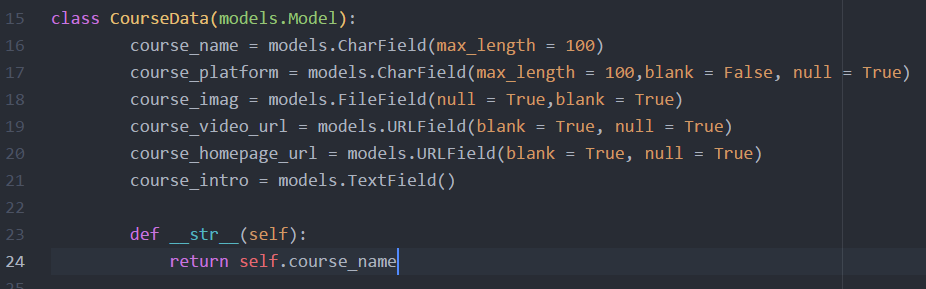 15 class CourseData(models.Model):
16 course_name = models.CharField(max_length = 100)
17 course_platform = models.CharField(max_length = 100,blank = False, null = True)
18 course_imag = models.FileField(null = True,blank = True)
19 course_video_url = models.URLField(blank = True, null = True)
20 course_homepage_url = models.URLField(blank = True, null = True)
21 course_intro = models.TextField()
22
23 def __str__(self):
24 return self.course_name
25